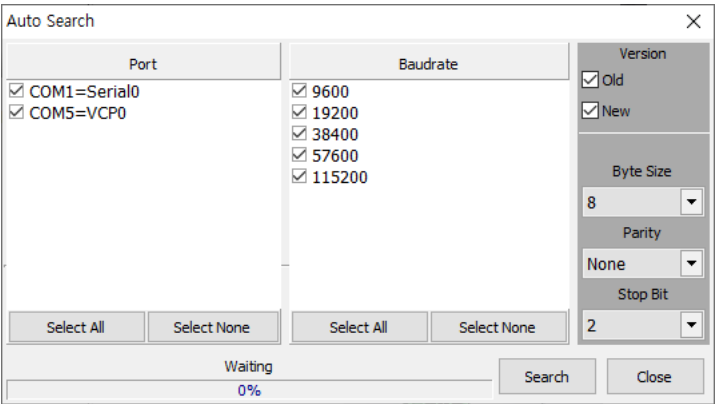 Auto Search
Port
COM1=Serial0
COM5=VCP0
Select All
Select None
Baudrate
9600
19200
38400
57600
115200
Select All
Select None
Version
Old
New
Byte Size
8
Parity
None
Stop Bit
2
Waiting
0%
Search
Close